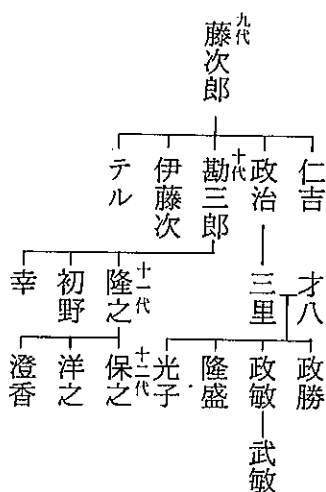 九代
藤次郎
仁吉
政治
十代
勘三郎
伊藤次
テル
才八
三里
十一代
隆之
初野
幸
政勝
政敏
隆盛
光子
十二代
保之
洋之
澄香
武敏